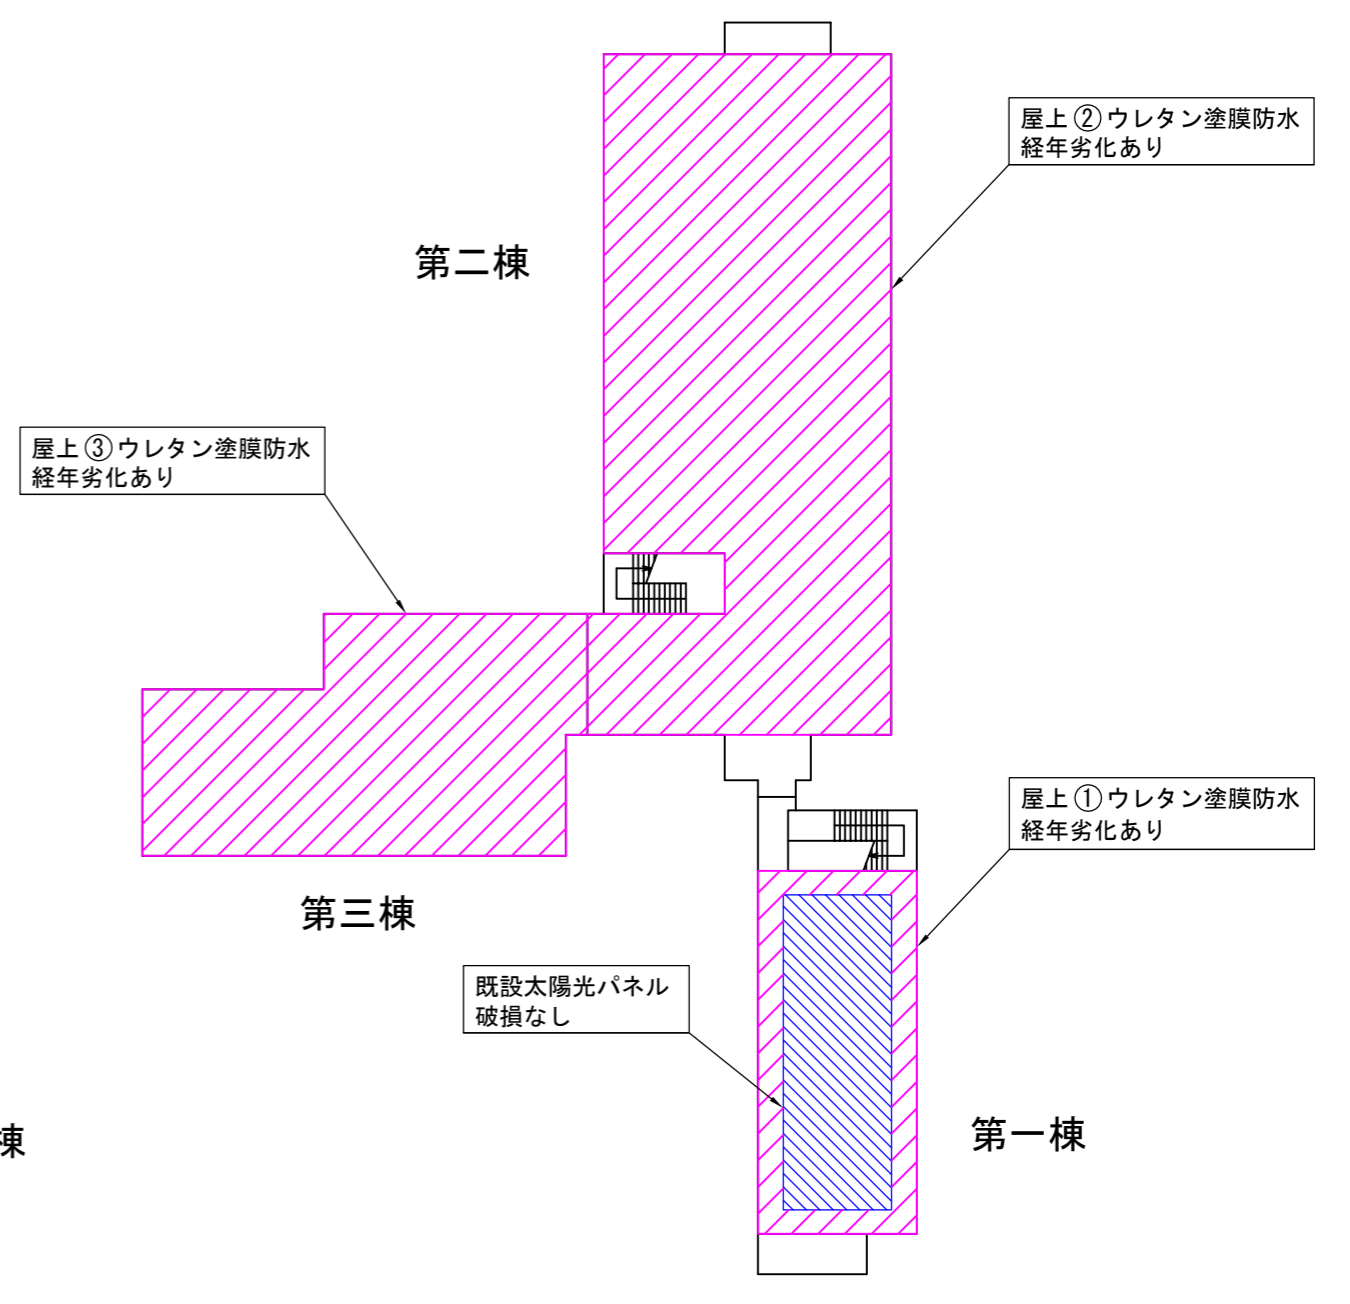 屋上②ウレタン塗膜防水
経年劣化あり
第二棟
屋上③ウレタン塗膜防水
経年劣化あり
屋上①ウレタン塗膜防水
経年劣化あり
第三棟
既設太陽光パネル
破損なし
第一棟
棟